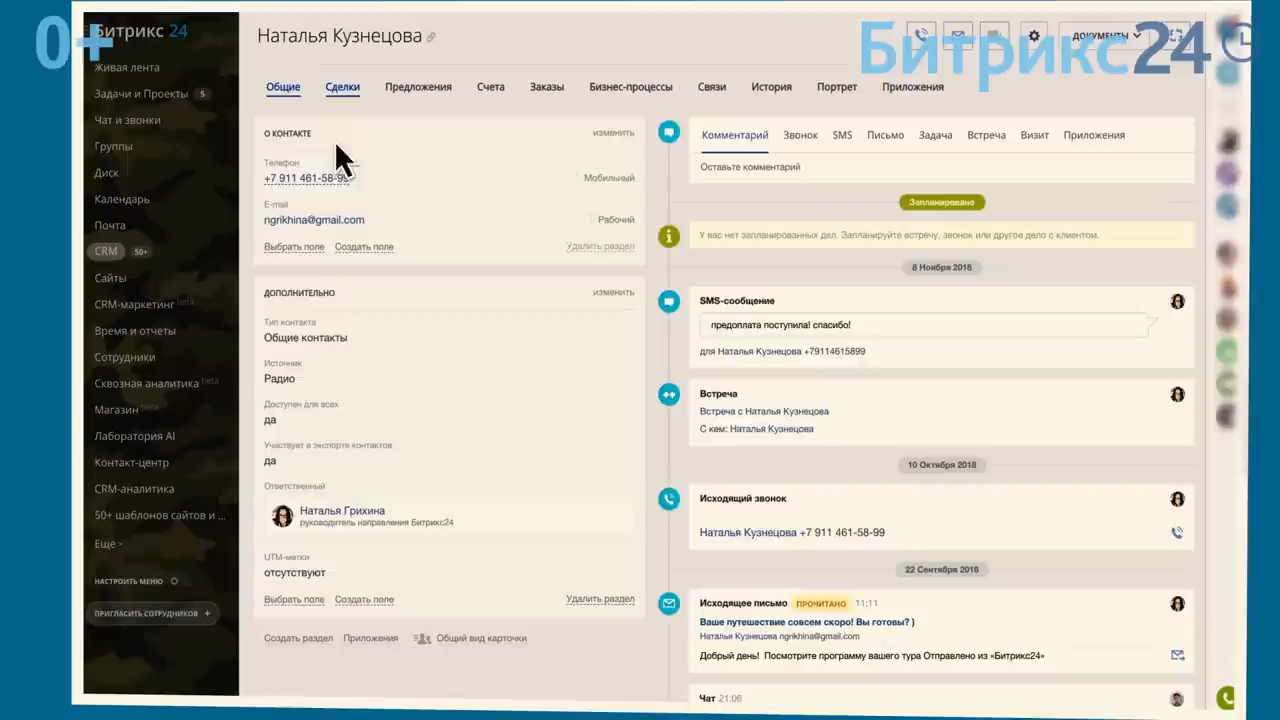 0+
Битрикс 24
Битрикс24
Наталья Кузнецова
ДОКУМЕНТЫ
Живая лента
Задачи и Проекты 5
Чат и звонки
Группы
Диск
Календарь
Почта
CRM 50+
Сайты
CRM-маркетинг beta
Время и отчеты
Сотрудники
Сквозная аналитика beta
Магазин beta
Лаборатория AI
Контакт-центр
CRM-аналитика
50+ шаблонов сайтов и ...
Еще -
НАСТРОИТЬ МЕНЮ
ПРИГЛАСИТЬ СОТРУДНИКОВ +
Общие Сделки Предложения Счета Заказы Бизнес-процессы Связи История Портрет Приложения
О КОНТАКТЕ изменить
Телефон
+7 911 461-58-99 Мобильный
E-mail
ngrikhina@gmail.com Рабочий
Выбрать поле Создать поле Удалить раздел
ДОПОЛНИТЕЛЬНО изменить
Тип контакта
Общие контакты
Источник
Радио
Доступен для всех
да
Участвует в экспорте контактов
да
Ответственный
Наталья Грихина
руководитель направления Битрикс24
UTM-метки
отсутствуют
Выбрать поле Создать поле Удалить раздел
Создать раздел Приложения Общий вид карточки
Комментарий Звонок SMS Письмо Задача Встреча Визит Приложения
Оставьте комментарий
Запланировано
У вас нет запланированных дел. Запланируйте встречу, звонок или другое дело с клиентом.
8 Ноября 2018
SMS-сообщение
предоплата поступила! спасибо!
для Наталья Кузнецова +79114615899
Встреча
Встреча с Наталья Кузнецова
С кем: Наталья Кузнецова
10 Октября 2018
Исходящий звонок
Наталья Кузнецова +7 911 461-58-99
22 Сентября 2018
Исходящее письмо ПРОЧИТАНО 11:11
Ваше путешествие совсем скоро! Вы готовы? )
Наталья Кузнецова ngrikhina@gmail.com
Добрый день! Посмотрите программу вашего тура Отправлено из «Битрикс24»
Чат 21:06